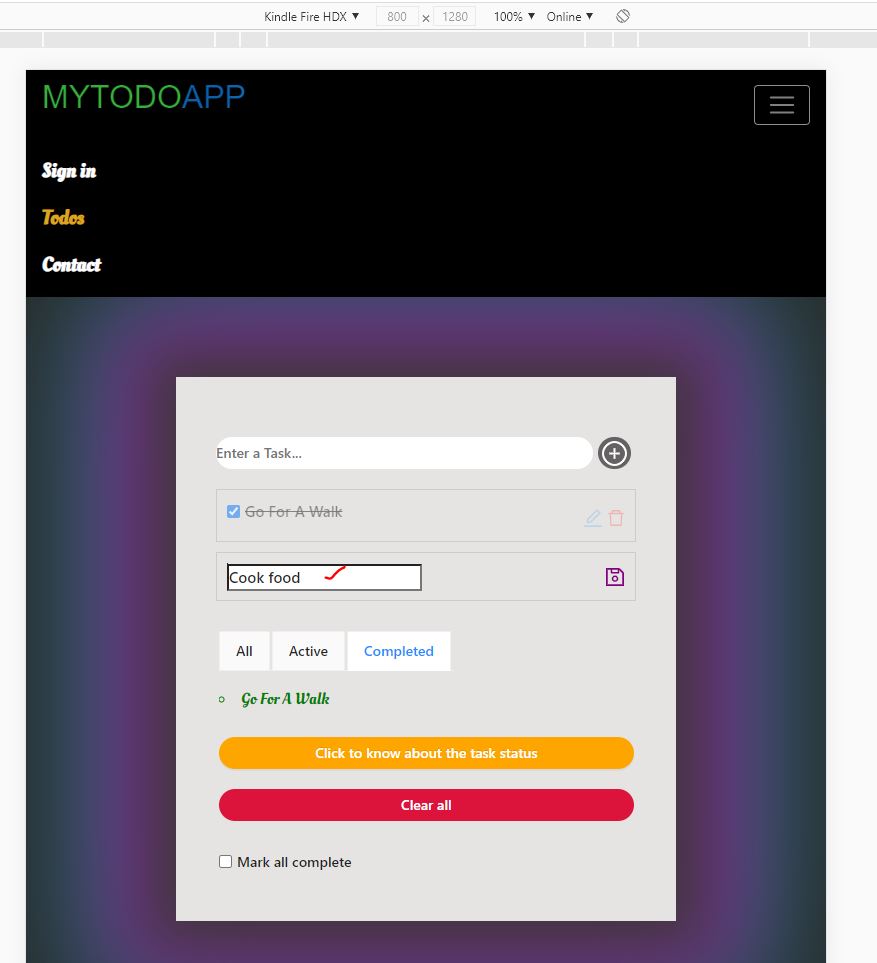 Kindle Fire HDX ▼ 800 × 1280 100% ▼ Online ▼
MYTODOAPP
Sign in
Todos
Contact
Enter a Task...
Go For A Walk
Cook food
All Active Completed
Go For A Walk
Click to know about the task status
Clear all
Mark all complete